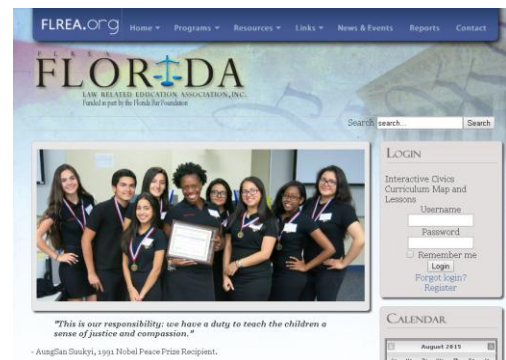 FLREA.org Home Programs Resources Links News & Events Reports Contact
FLREA
FLORIDA
LAW RELATED EDUCATION ASSOCIATION, INC.
Funded in part by the Florida Bar Foundation
Search search... Search
LOGIN
Interactive Civics
Curriculum Map and
Lessons
Username
Password
Remember me
Login
Forgot login?
Register
"This is our responsibility: we have a duty to teach the children a
sense of justice and compassion."
- AungSan Suukyi, 1991 Nobel Peace Prize Recipient.
CALENDAR
August 2015